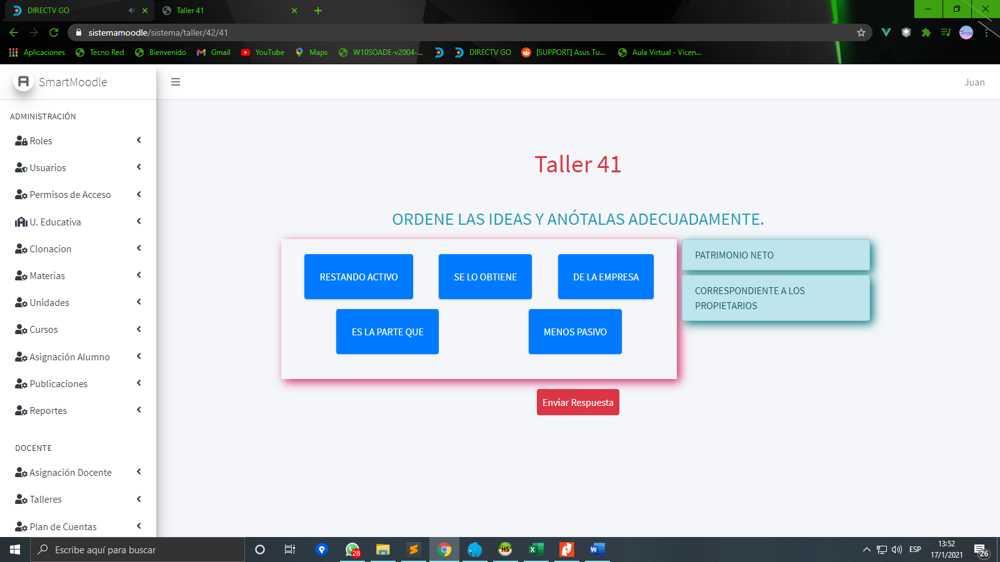 DIRECTV GO
Taller 41
sistemamoodle/sistema/taller/42/41
Aplicaciones
Tecno Red
Bienvenido
Gmail
YouTube
Maps
W10SOADE-v2004-...
DIRECTV GO
[SUPPORT] Asus Tu...
Aula Virtual - Vicen...
SmartMoodle
Juan
ADMINISTRACIÓN
Roles
Usuarios
Permisos de Acceso
U. Educativa
Clonacion
Materias
Unidades
Cursos
Asignación Alumno
Publicaciones
Reportes
DOCENTE
Asignación Docente
Talleres
Plan de Cuentas
Taller 41
ORDENE LAS IDEAS Y ANÓTALAS ADECUADAMENTE.
RESTANDO ACTIVO
SE LO OBTIENE
DE LA EMPRESA
ES LA PARTE QUE
MENOS PASIVO
PATRIMONIO NETO
CORRESPONDIENTE A LOS
PROPIETARIOS
Enviar Respuesta
Escribe aquí para buscar
28
HS
ESP
13:52
17/1/2021
26